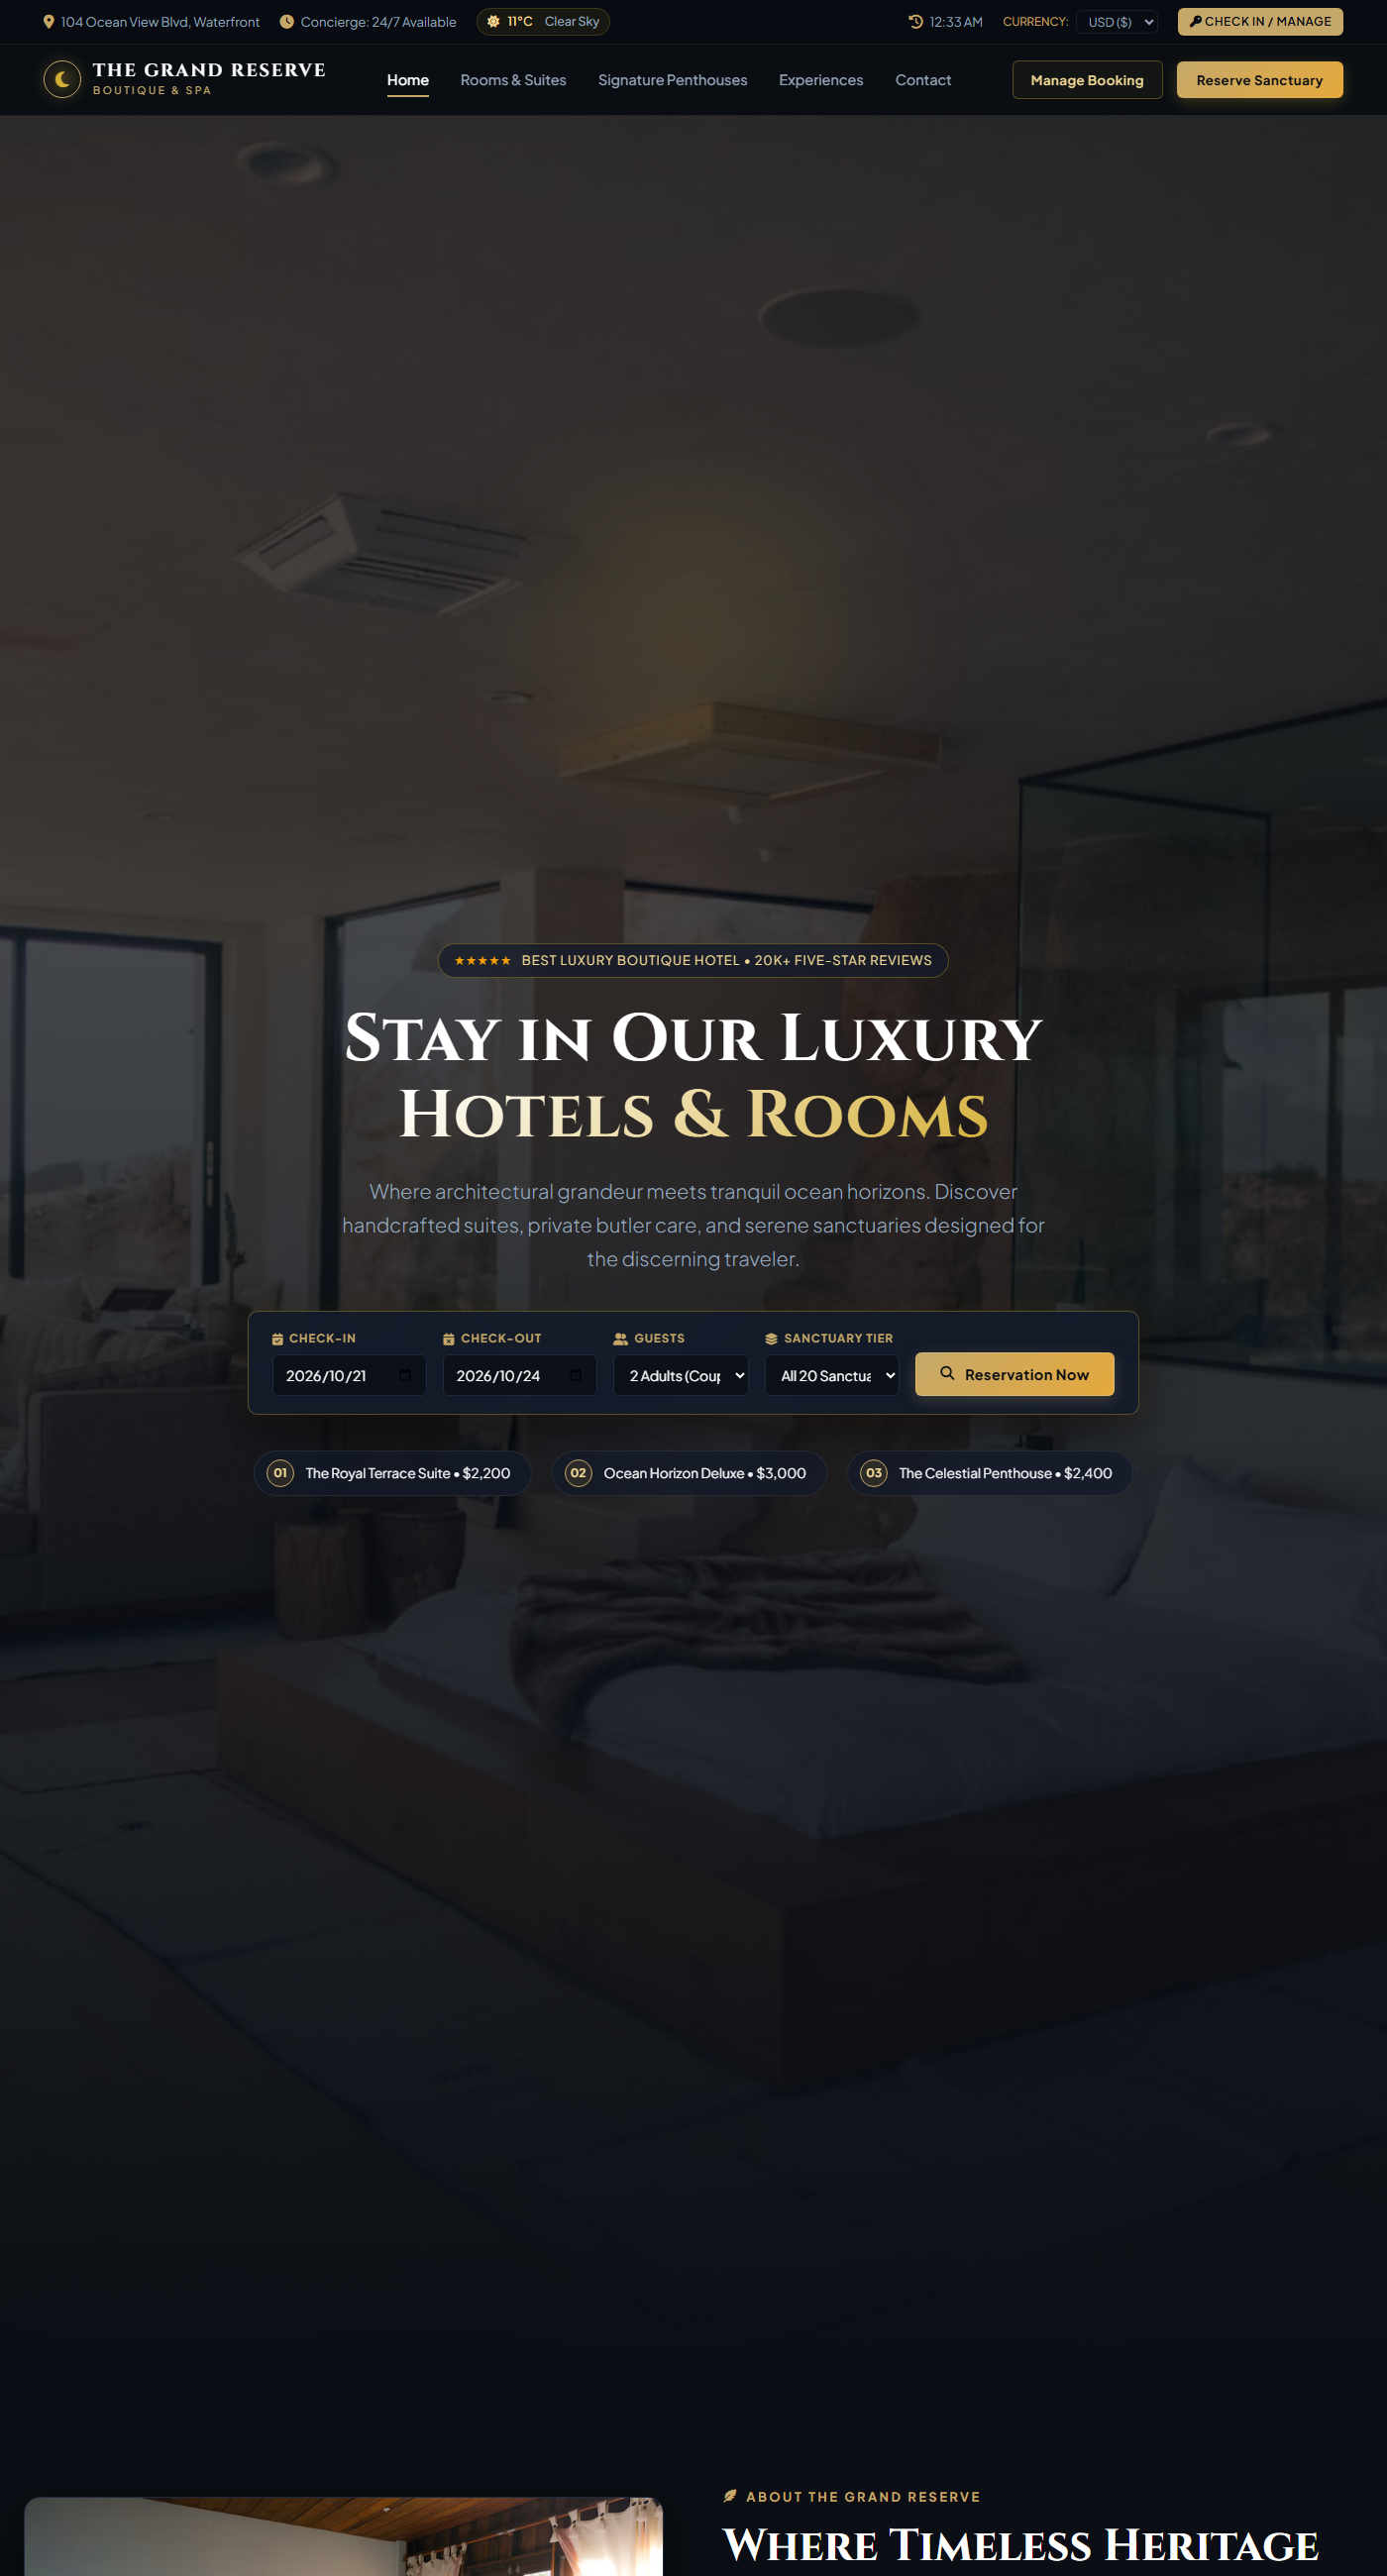 104 Ocean View Blvd, Waterfront
Concierge: 24/7 Available
11°C Clear Sky
12:33 AM
CURRENCY: USD ($)
CHECK IN / MANAGE
THE GRAND RESERVE
BOUTIQUE & SPA
Home
Rooms & Suites
Signature Penthouses
Experiences
Contact
Manage Booking
Reserve Sanctuary
★★★★★ BEST LUXURY BOUTIQUE HOTEL • 20K+ FIVE-STAR REVIEWS
STAY IN OUR LUXURY
HOTELS & ROOMS
Where architectural grandeur meets tranquil ocean horizons. Discover
handcrafted suites, private butler care, and serene sanctuaries designed for
the discerning traveler.
CHECK-IN
2026/10/21
CHECK-OUT
2026/10/24
GUESTS
2 Adults (Coup
SANCTUARY TIER
All 20 Sanctua
Reservation Now
01 The Royal Terrace Suite • $2,200
02 Ocean Horizon Deluxe • $3,000
03 The Celestial Penthouse • $2,400
ABOUT THE GRAND RESERVE
WHERE TIMELESS HERITAGE